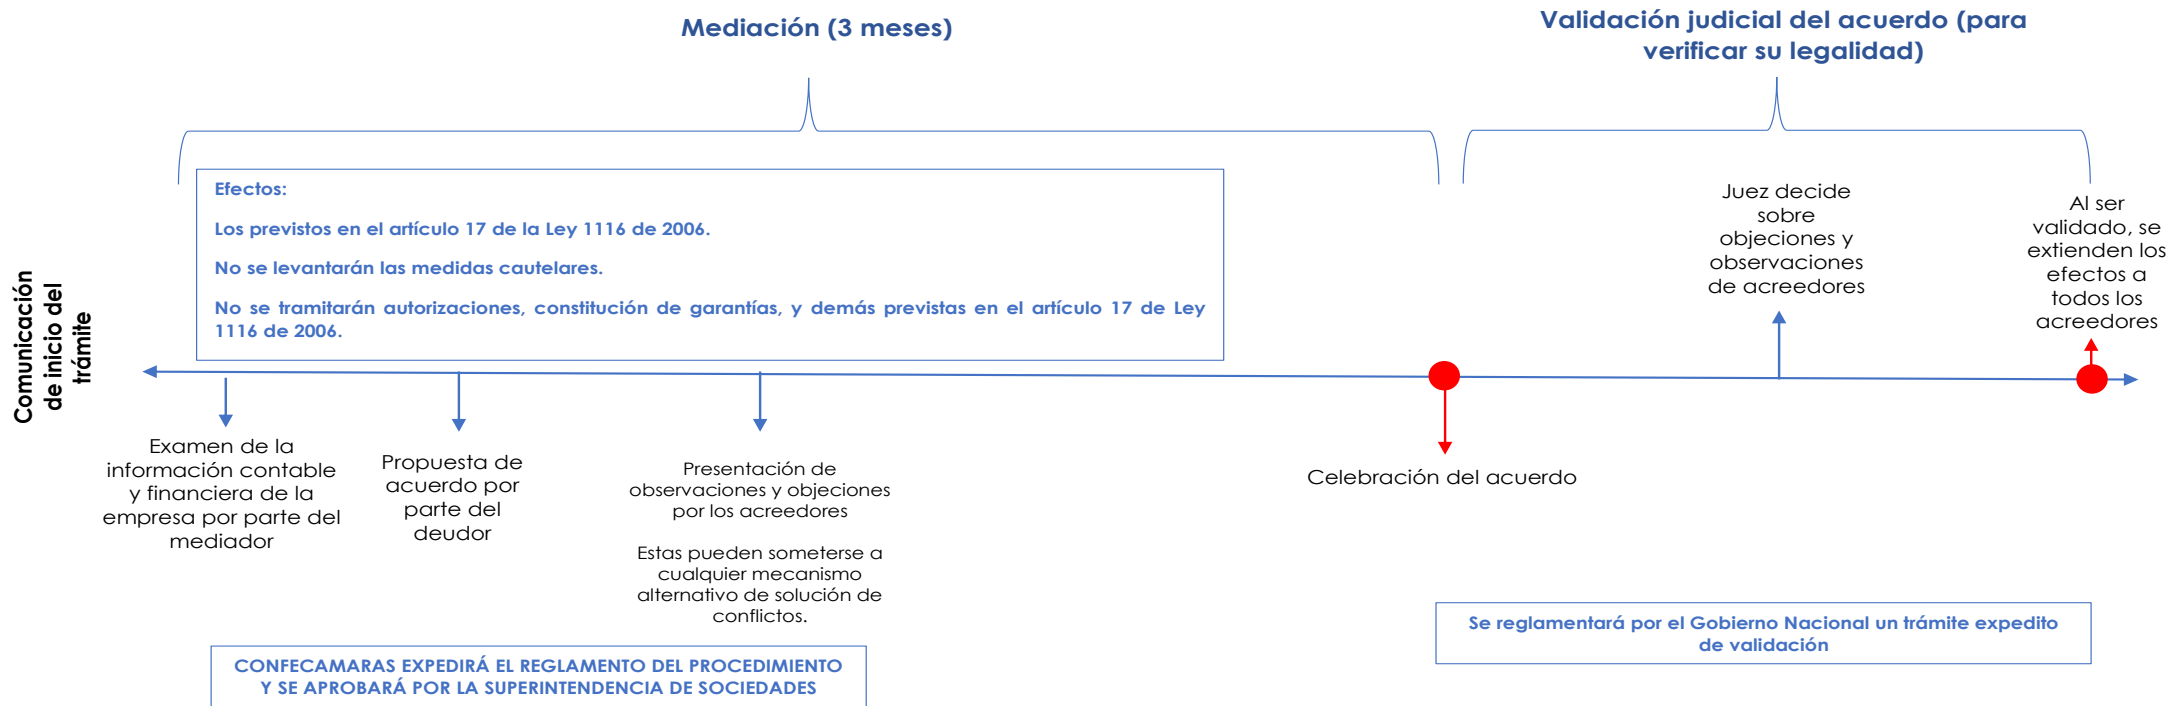 Mediación (3 meses)
Validación judicial del acuerdo (para
verificar su legalidad)
Efectos:
Los previstos en el artículo 17 de la Ley 1116 de 2006.
No se levantarán las medidas cautelares.
No se tramitarán autorizaciones, constitución de garantías, y demás previstas en el artículo 17 de Ley
1116 de 2006.
Juez decide
sobre
objeciones y
observaciones
de acreedores
Al ser
validado, se
extienden los
efectos a
todos los
acreedores
Comunicación
de inicio del
trámite
Examen de la
información contable
y financiera de la
empresa por parte del
mediador
Propuesta de
acuerdo por
parte del
deudor
Presentación de
observaciones y objeciones
por los acreedores
Estas pueden someterse a
cualquier mecanismo
alternativo de solución de
conflictos.
Celebración del acuerdo
CONFECAMARAS EXPEDIRÁ EL REGLAMENTO DEL PROCEDIMIENTO
Y SE APROBARÁ POR LA SUPERINTENDENCIA DE SOCIEDADES
Se reglamentará por el Gobierno Nacional un trámite expedito
de validación